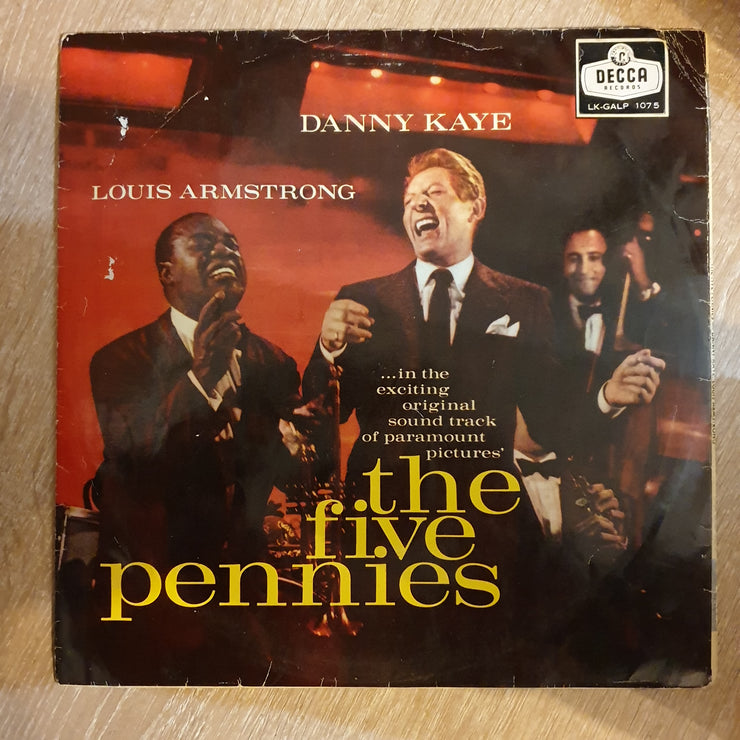 DECCA
RECORDS
LK-GALP 1075
DANNY KAYE
LOUIS ARMSTRONG
...in the
exciting
original
sound track
of paramount
pictures'
the
five
pennies